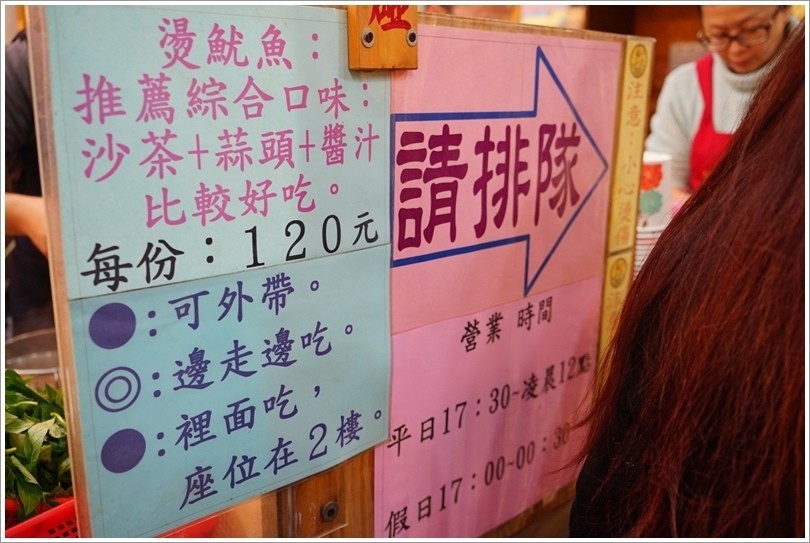 燙魷魚：
推薦綜合口味：
沙茶+蒜頭+醬汁
比較好吃。
每份：120元
●：可外帶。
◎：邊走邊吃。
●：裡面吃，
座位在2樓。
請排隊
營業 時間
平日17：30~凌晨12點
假日17：00~00：30
注意：小心燙傷